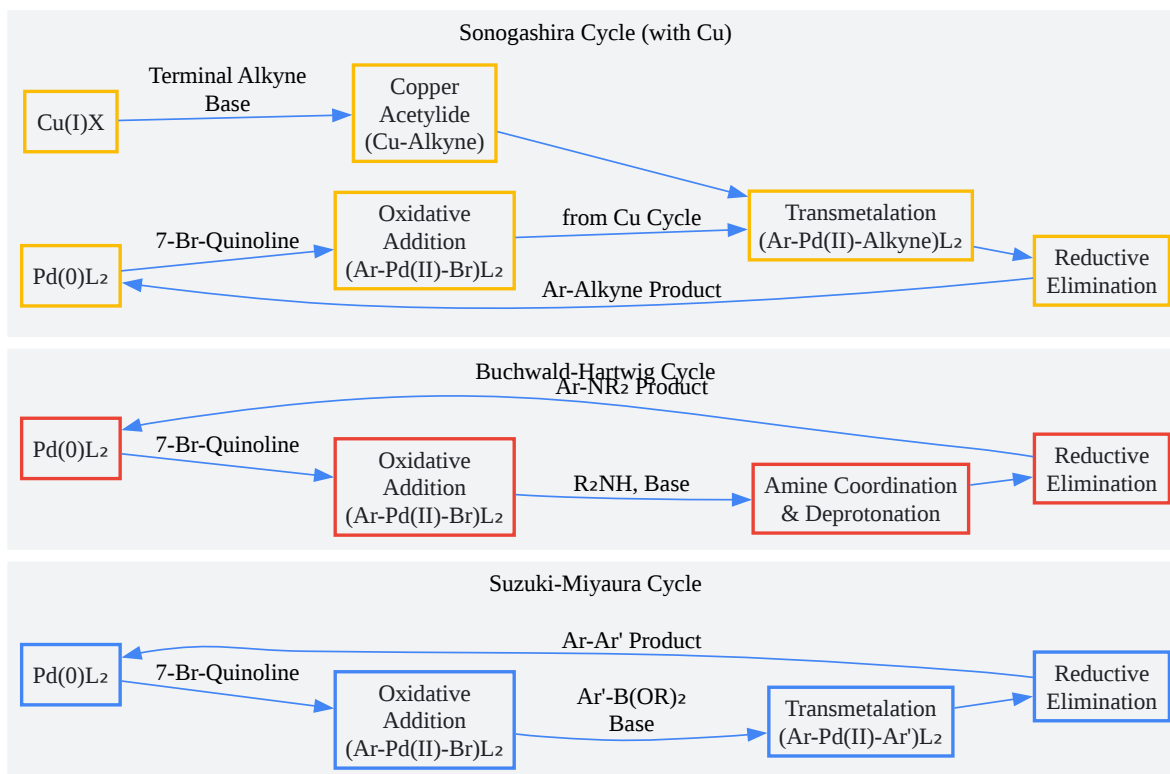 Sonogashira Cycle (with Cu)
Terminal Alkyne
Base
Cu(I)X
Copper
Acetylide
(Cu-Alkyne)
Pd(0)L₂
7-Br-Quinoline
Oxidative
Addition
(Ar-Pd(II)-Br)L₂
from Cu Cycle
Transmetalation
(Ar-Pd(II)-Alkyne)L₂
Reductive
Elimination
Ar-Alkyne Product
Buchwald-Hartwig Cycle
Ar-NR₂ Product
Pd(0)L₂
7-Br-Quinoline
Oxidative
Addition
(Ar-Pd(II)-Br)L₂
R₂NH, Base
Amine Coordination
& Deprotonation
Reductive
Elimination
Suzuki-Miyaura Cycle
Ar-Ar' Product
Pd(0)L₂
7-Br-Quinoline
Oxidative
Addition
(Ar-Pd(II)-Br)L₂
Ar'-B(OR)₂
Base
Transmetalation
(Ar-Pd(II)-Ar')L₂
Reductive
Elimination